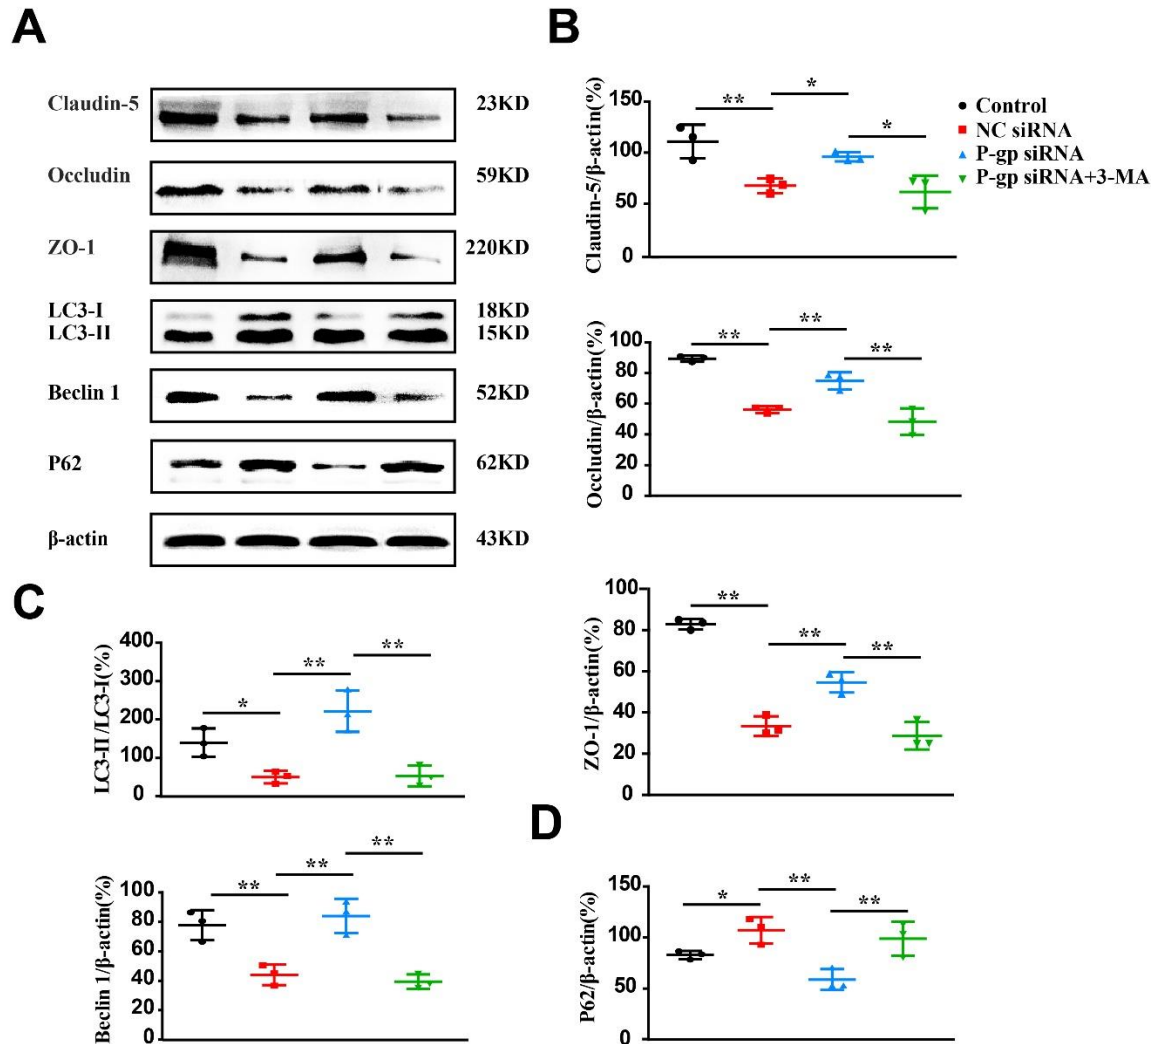 A
Claudin-5 23KD
Occludin 59KD
ZO-1 220KD
LC3-I 18KD
LC3-II 15KD
Beclin 1 52KD
P62 62KD
β-actin 43KD
B
Claudin-5/β-actin(%)
150
100
50
0
** * *
Control
NC siRNA
P-gp siRNA
P-gp siRNA+3-MA
Occludin/β-actin(%)
100
80
60
40
20
0
** ** **
ZO-1/β-actin(%)
100
80
60
40
20
0
** ** **
C
LC3-II/LC3-I(%)
400
300
200
100
0
* ** **
Beclin 1/β-actin(%)
100
80
60
40
20
0
** ** **
D
P62/β-actin(%)
150
100
50
0
* ** **